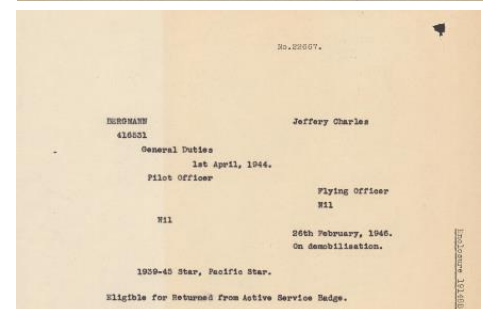 No.22667.
BERGMANN Jeffery Charles
416531
General Duties
1st April, 1944.
Pilot Officer
Flying Officer
Nil
Nil
26th February, 1946.
On demobilisation.
1939-45 Star, Pacific Star.
Eligible for Returned from Active Service Badge.
Enclosure